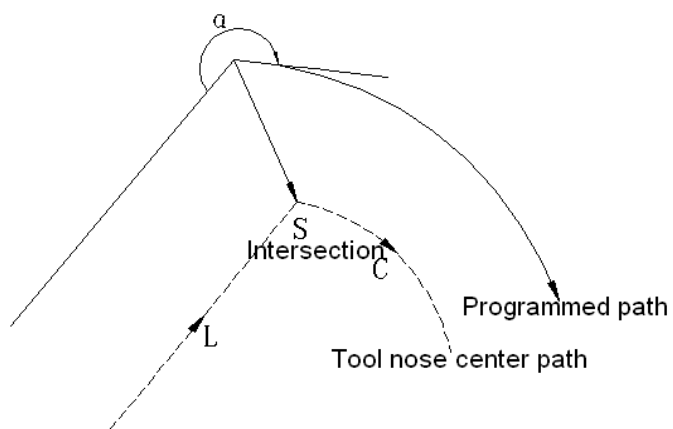 α
S
Intersection
C
Programmed path
L
Tool nose center path